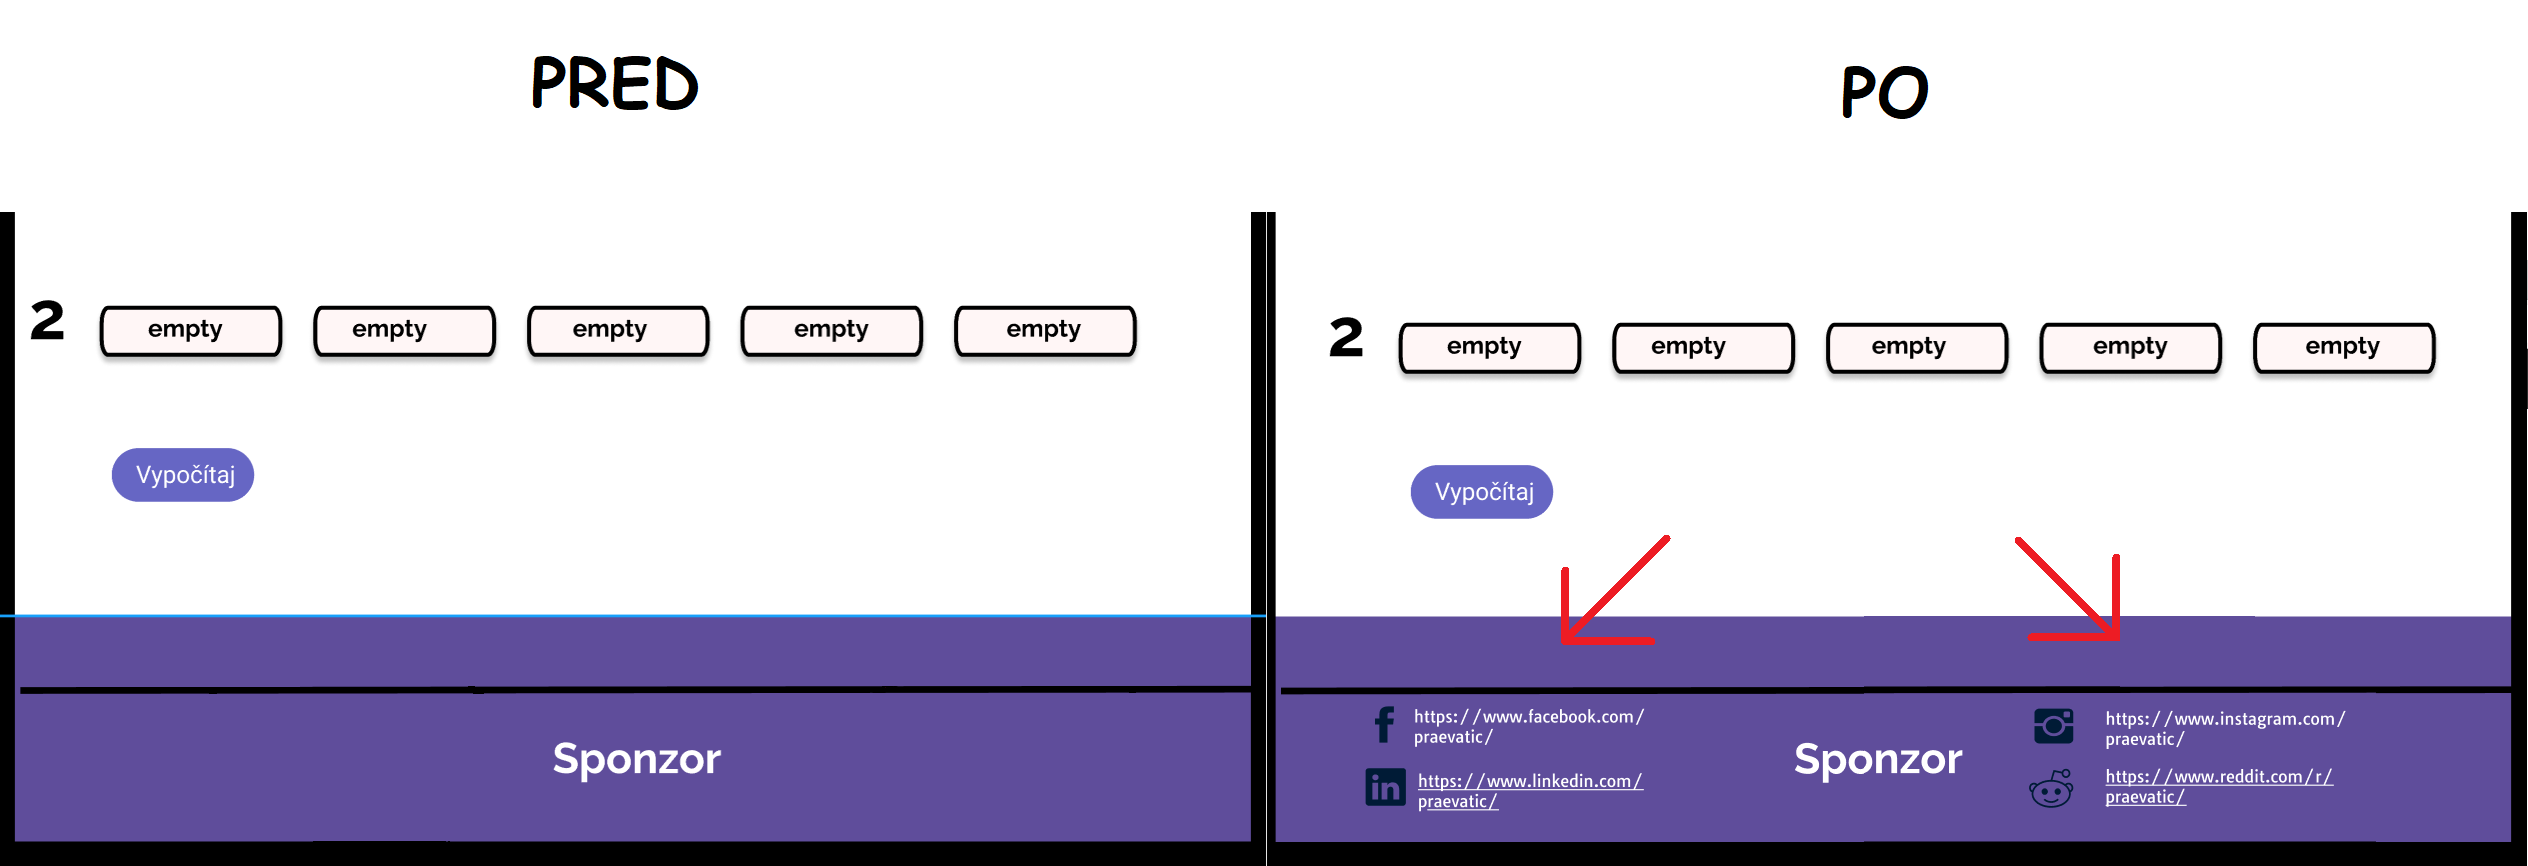 PRED
2 empty empty empty empty empty
Vypočítaj
Sponzor
PO
2 empty empty empty empty empty
Vypočítaj
https://www.facebook.com/
praevatic/
in
https://www.linkedin.com/
praevatic/
Sponzor
https://www.instagram.com/
praevatic/
https://www.reddit.com/r/
praevatic/